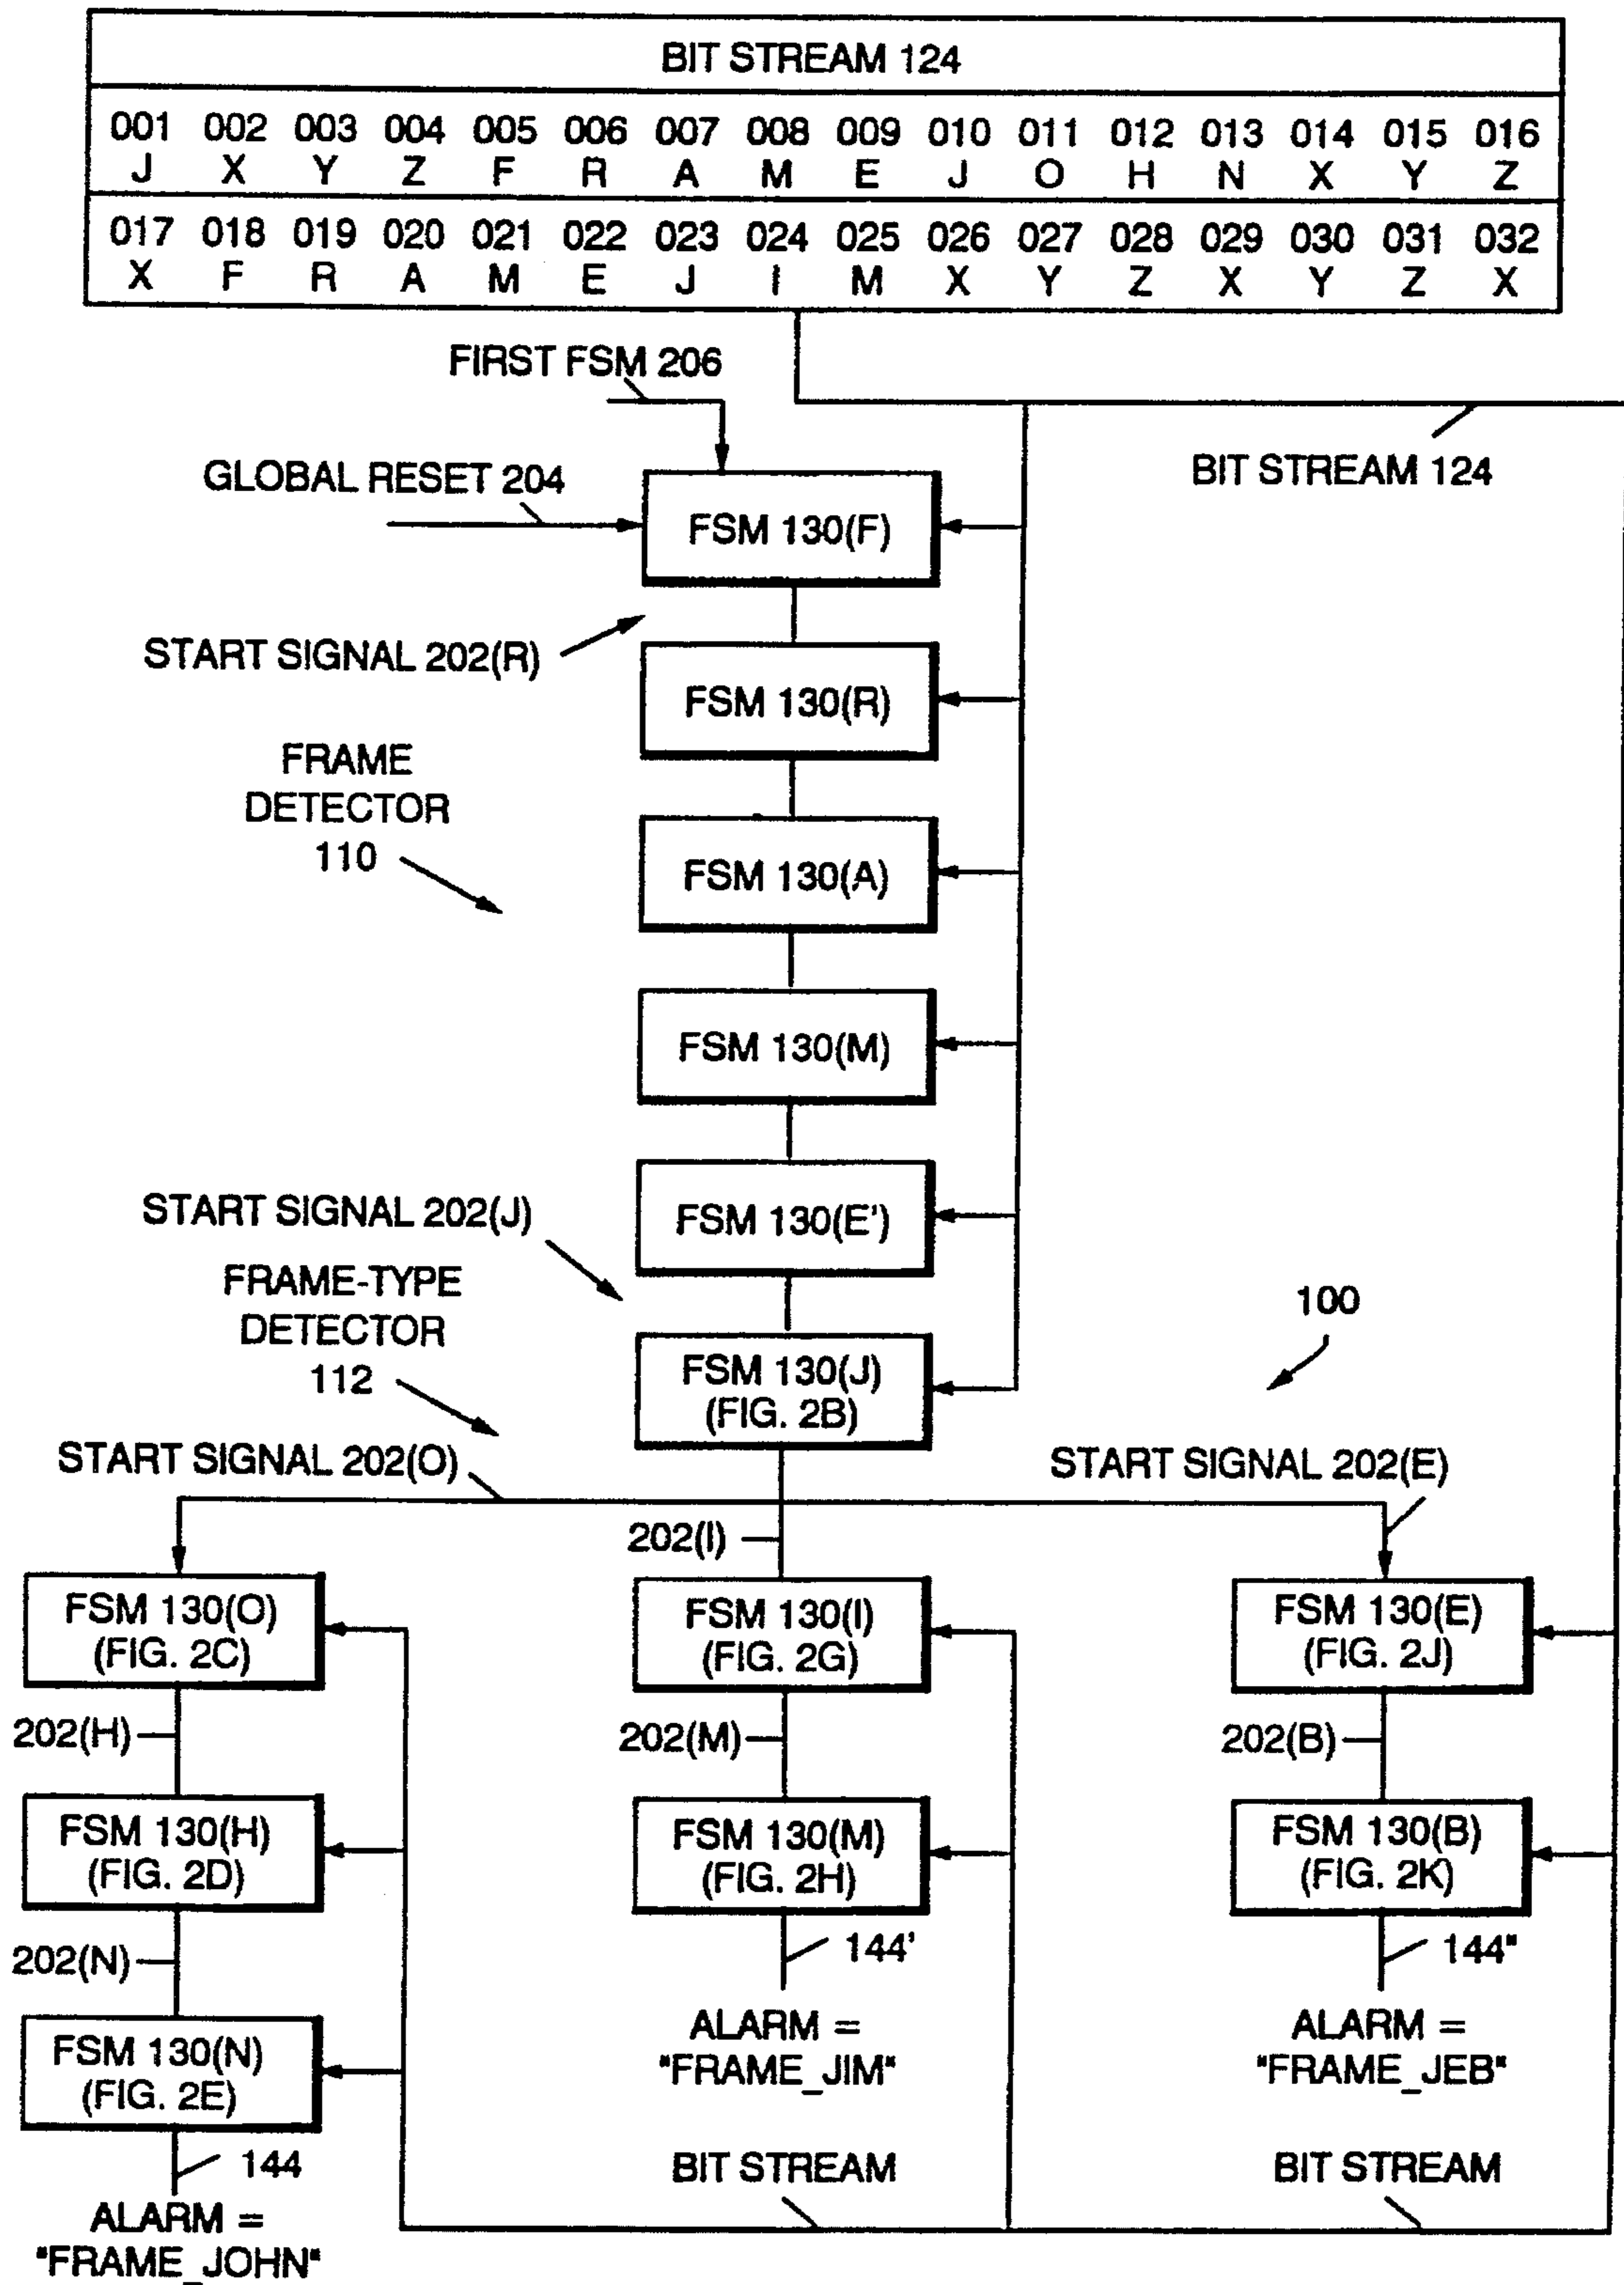 BIT STREAM 124
001 002 003 004 005 006 007 008 009 010 011 012 013 014 015 016
J X Y Z F R A M E J O H N X Y Z
017 018 019 020 021 022 023 024 025 026 027 028 029 030 031 032
X F R A M E J I M X Y Z X Y Z X
FIRST FSM 206
BIT STREAM 124
GLOBAL RESET 204
FSM 130(F)
START SIGNAL 202(R)
FSM 130(R)
FRAME
DETECTOR
110
FSM 130(A)
FSM 130(M)
START SIGNAL 202(J)
FSM 130(E')
FRAME-TYPE
DETECTOR
112
100
FSM 130(J)
(FIG. 2B)
START SIGNAL 202(O)
START SIGNAL 202(E)
202(I)
FSM 130(O)
(FIG. 2C)
FSM 130(I)
(FIG. 2G)
FSM 130(E)
(FIG. 2J)
202(H)
202(M)
202(B)
FSM 130(H)
(FIG. 2D)
FSM 130(M)
(FIG. 2H)
FSM 130(B)
(FIG. 2K)
202(N)
144'
144"
FSM 130(N)
(FIG. 2E)
ALARM =
"FRAME_JIM"
ALARM =
"FRAME_JEB"
144
BIT STREAM
BIT STREAM
ALARM =
"FRAME_JOHN"